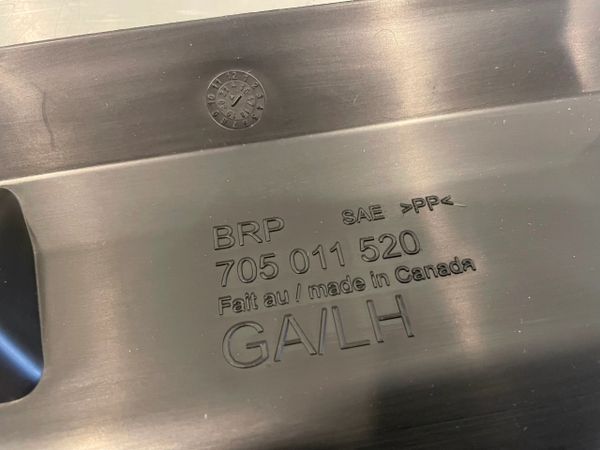 BRP SAE >PP<
705 011 520
Fait au / made in Canada
GA/LH